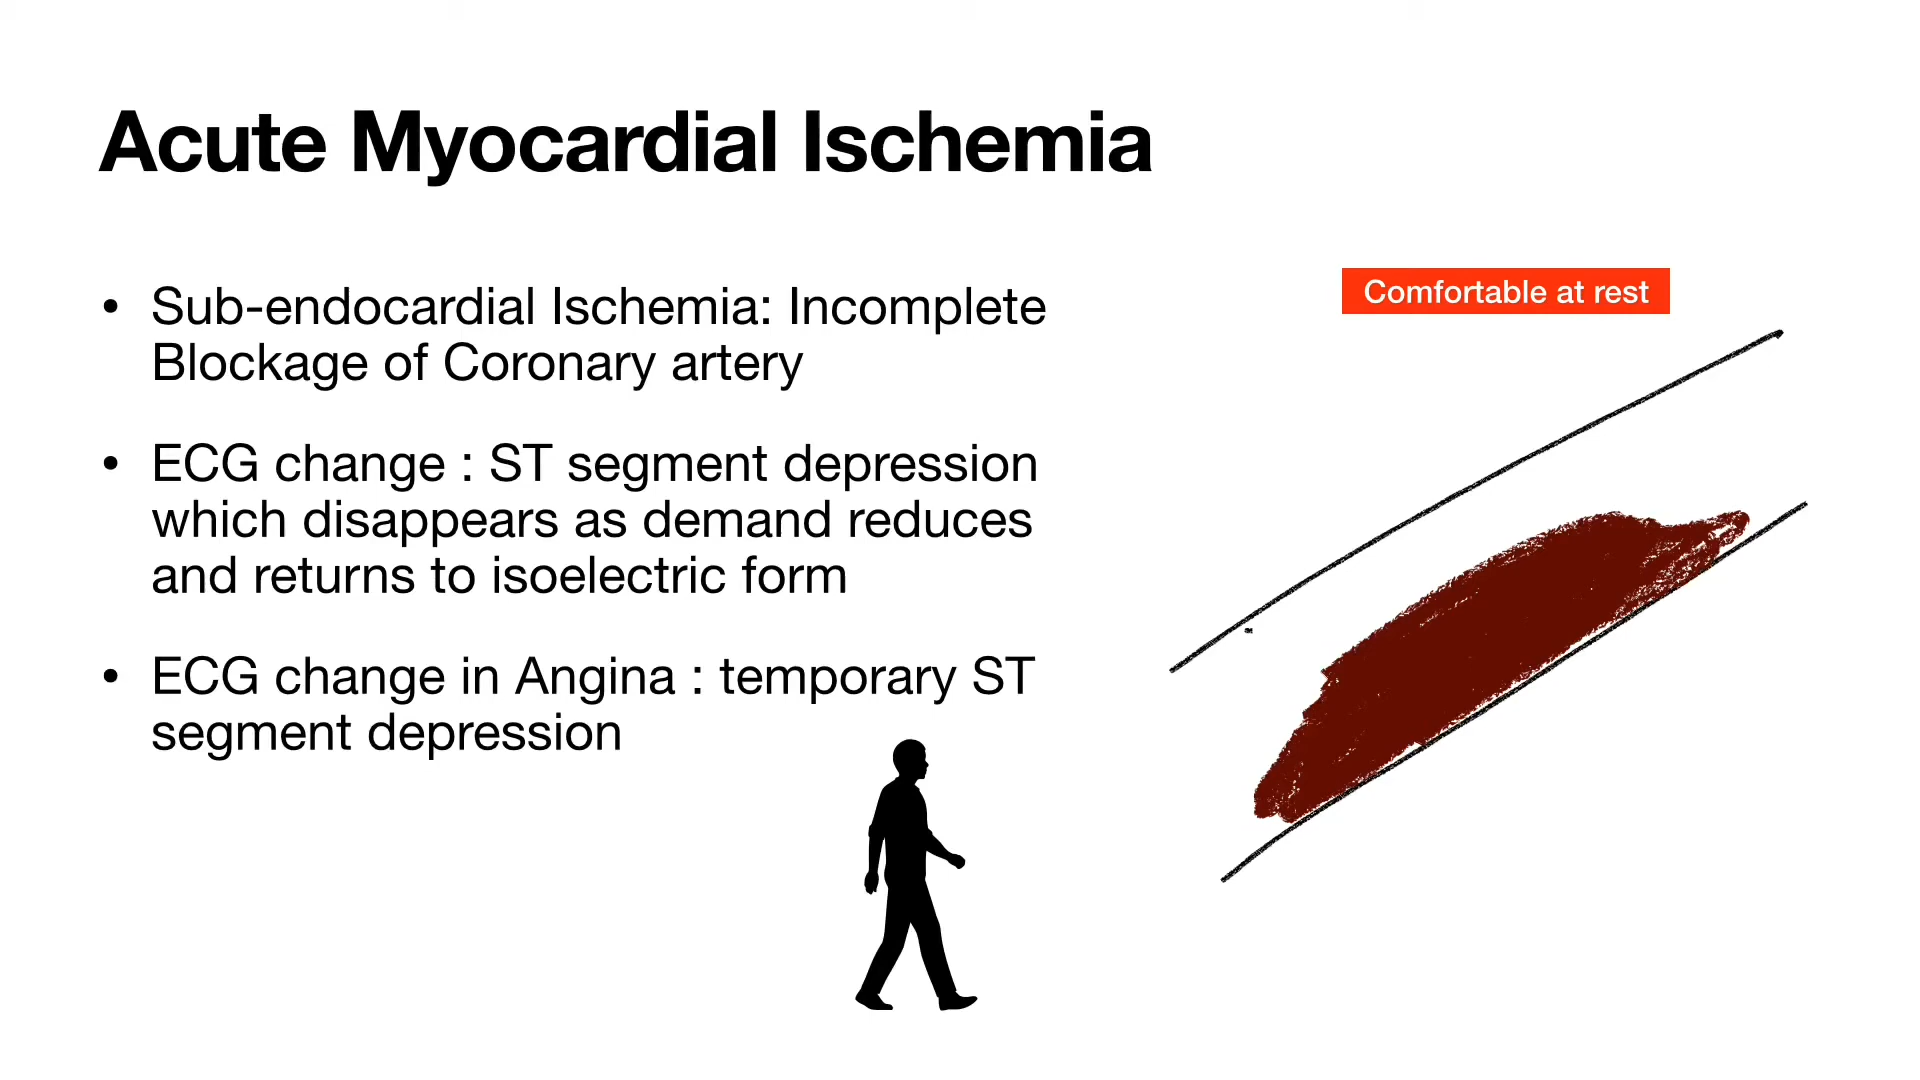 Acute Myocardial Ischemia
• Sub-endocardial Ischemia: Incomplete
Blockage of Coronary artery
• ECG change : ST segment depression
which disappears as demand reduces
and returns to isoelectric form
• ECG change in Angina : temporary ST
segment depression
Comfortable at rest